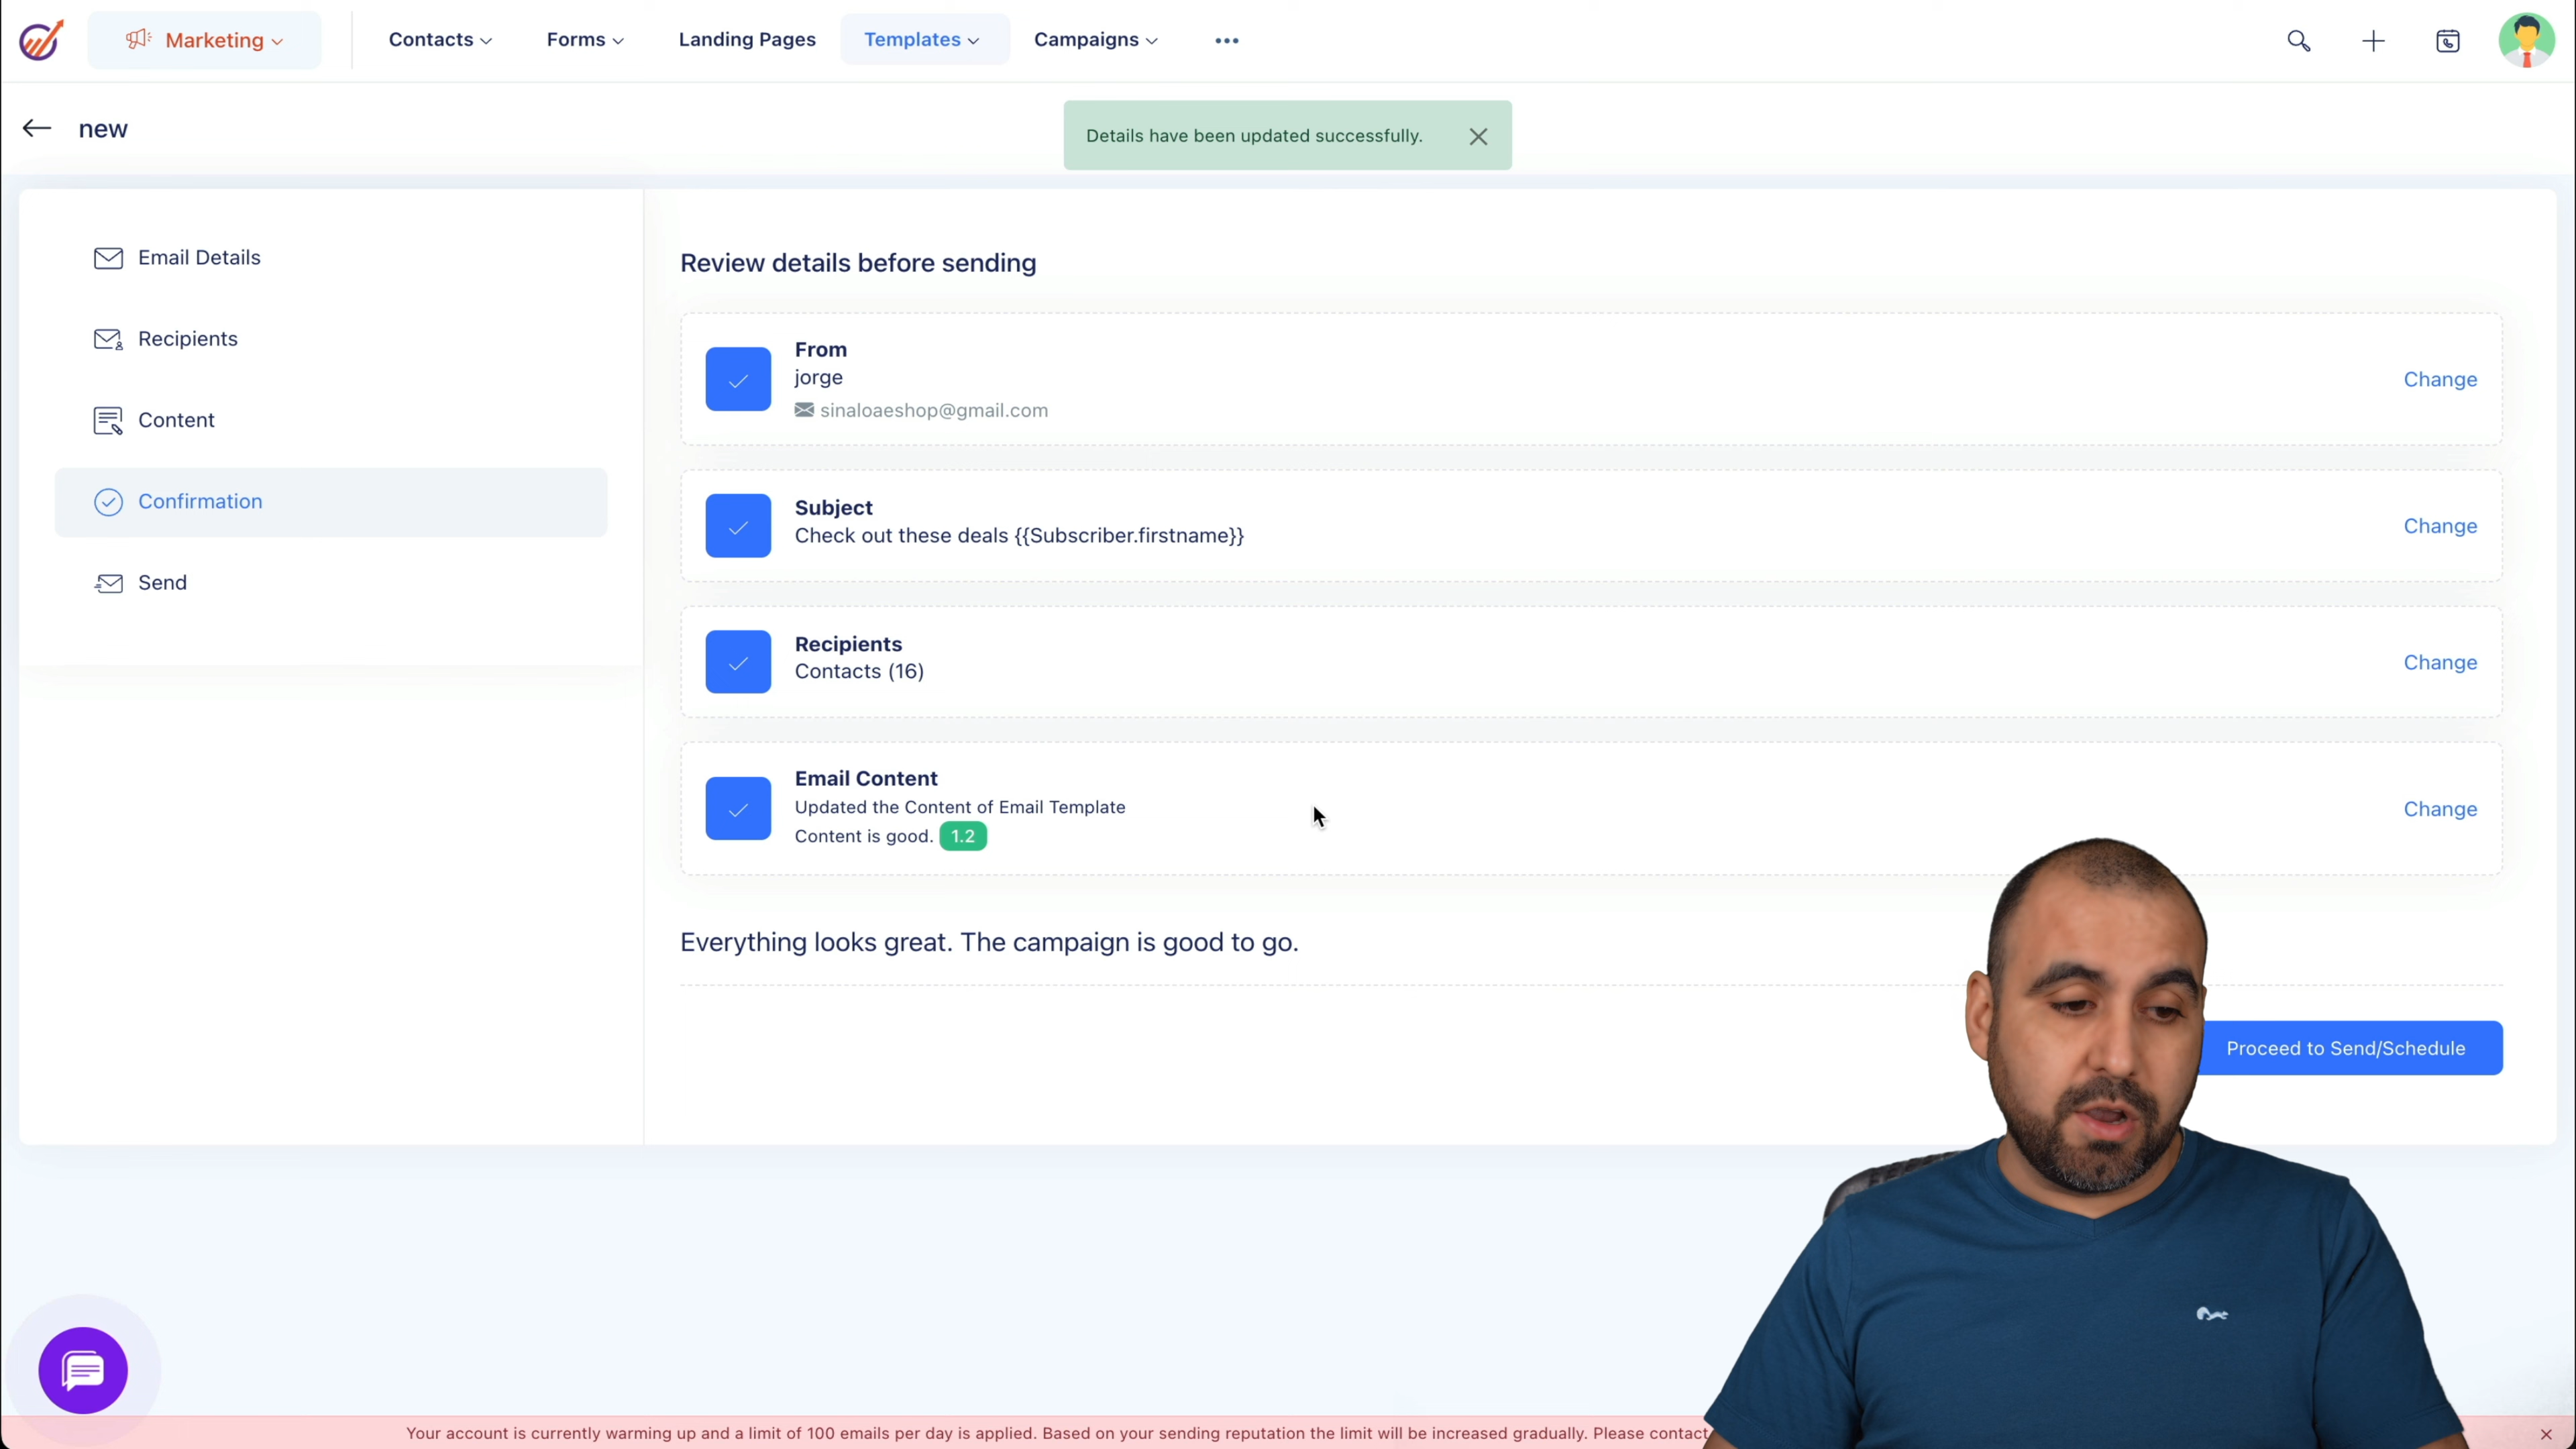 Marketing
Contacts
Forms
Landing Pages
Templates
Campaigns
new
Details have been updated successfully.
Email Details
Recipients
Content
Confirmation
Send
Review details before sending
From
jorge
sinaloaeshop@gmail.com
Change
Subject
Check out these deals {{Subscriber.firstname}}
Change
Recipients
Contacts (16)
Change
Email Content
Updated the Content of Email Template
Content is good. 1.2
Change
Everything looks great. The campaign is good to go.
Proceed to Send/Schedule
Your account is currently warming up and a limit of 100 emails per day is applied. Based on your sending reputation the limit will be increased gradually. Please contact